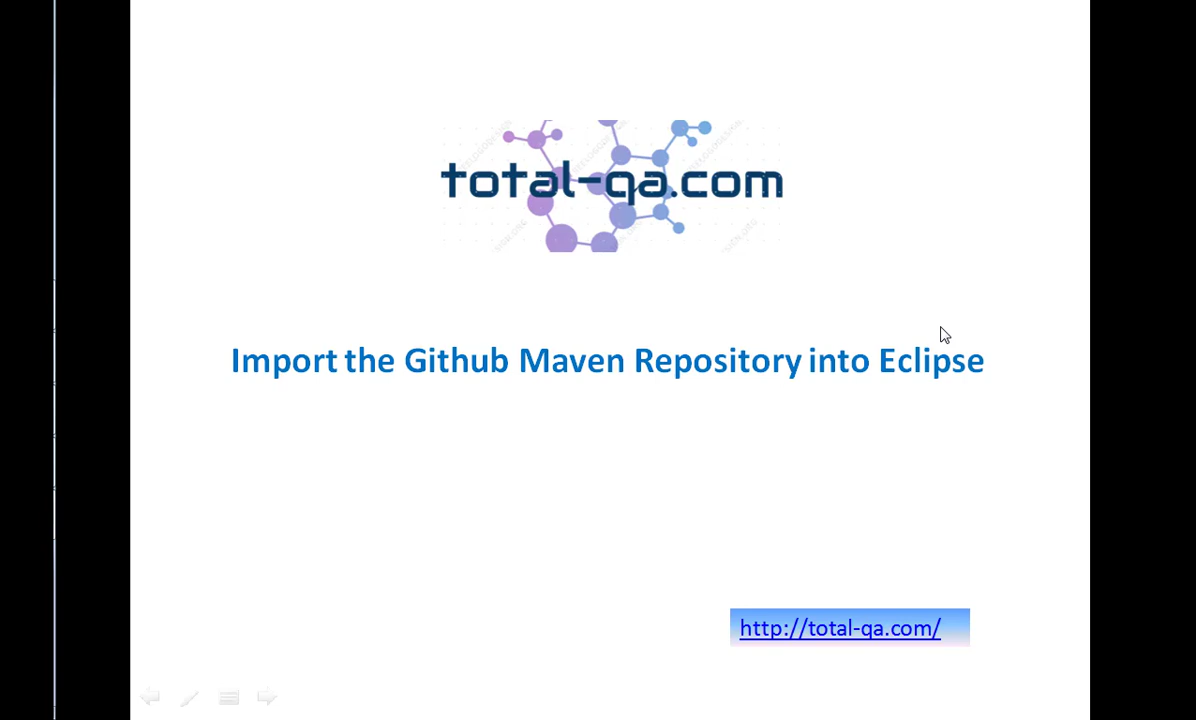 total-qa.com
Import the Github Maven Repository into Eclipse
http://total-qa.com/